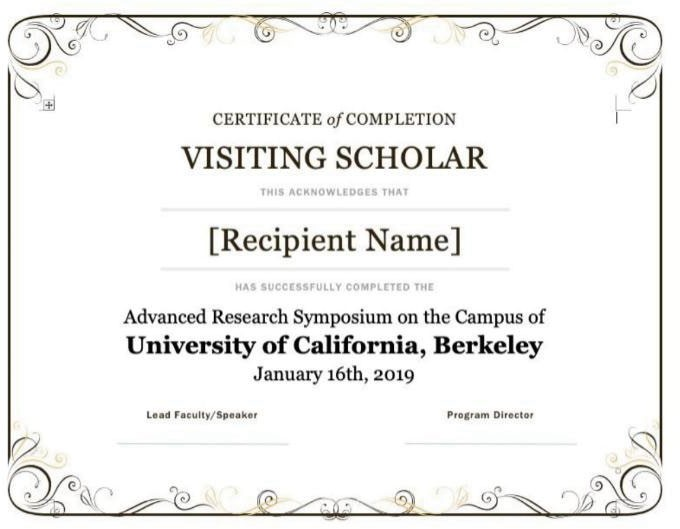 CERTIFICATE of COMPLETION
VISITING SCHOLAR
THIS ACKNOWLEDGES THAT
[Recipient Name]
HAS SUCCESSFULLY COMPLETED THE
Advanced Research Symposium on the Campus of
University of California, Berkeley
January 16th, 2019
Lead Faculty/Speaker Program Director